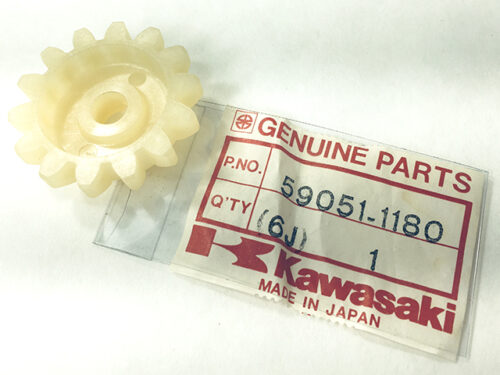 GENUINE PARTS
P.NO. 59051-1180
Q'TY (6J) 1
Kawasaki
MADE IN JAPAN